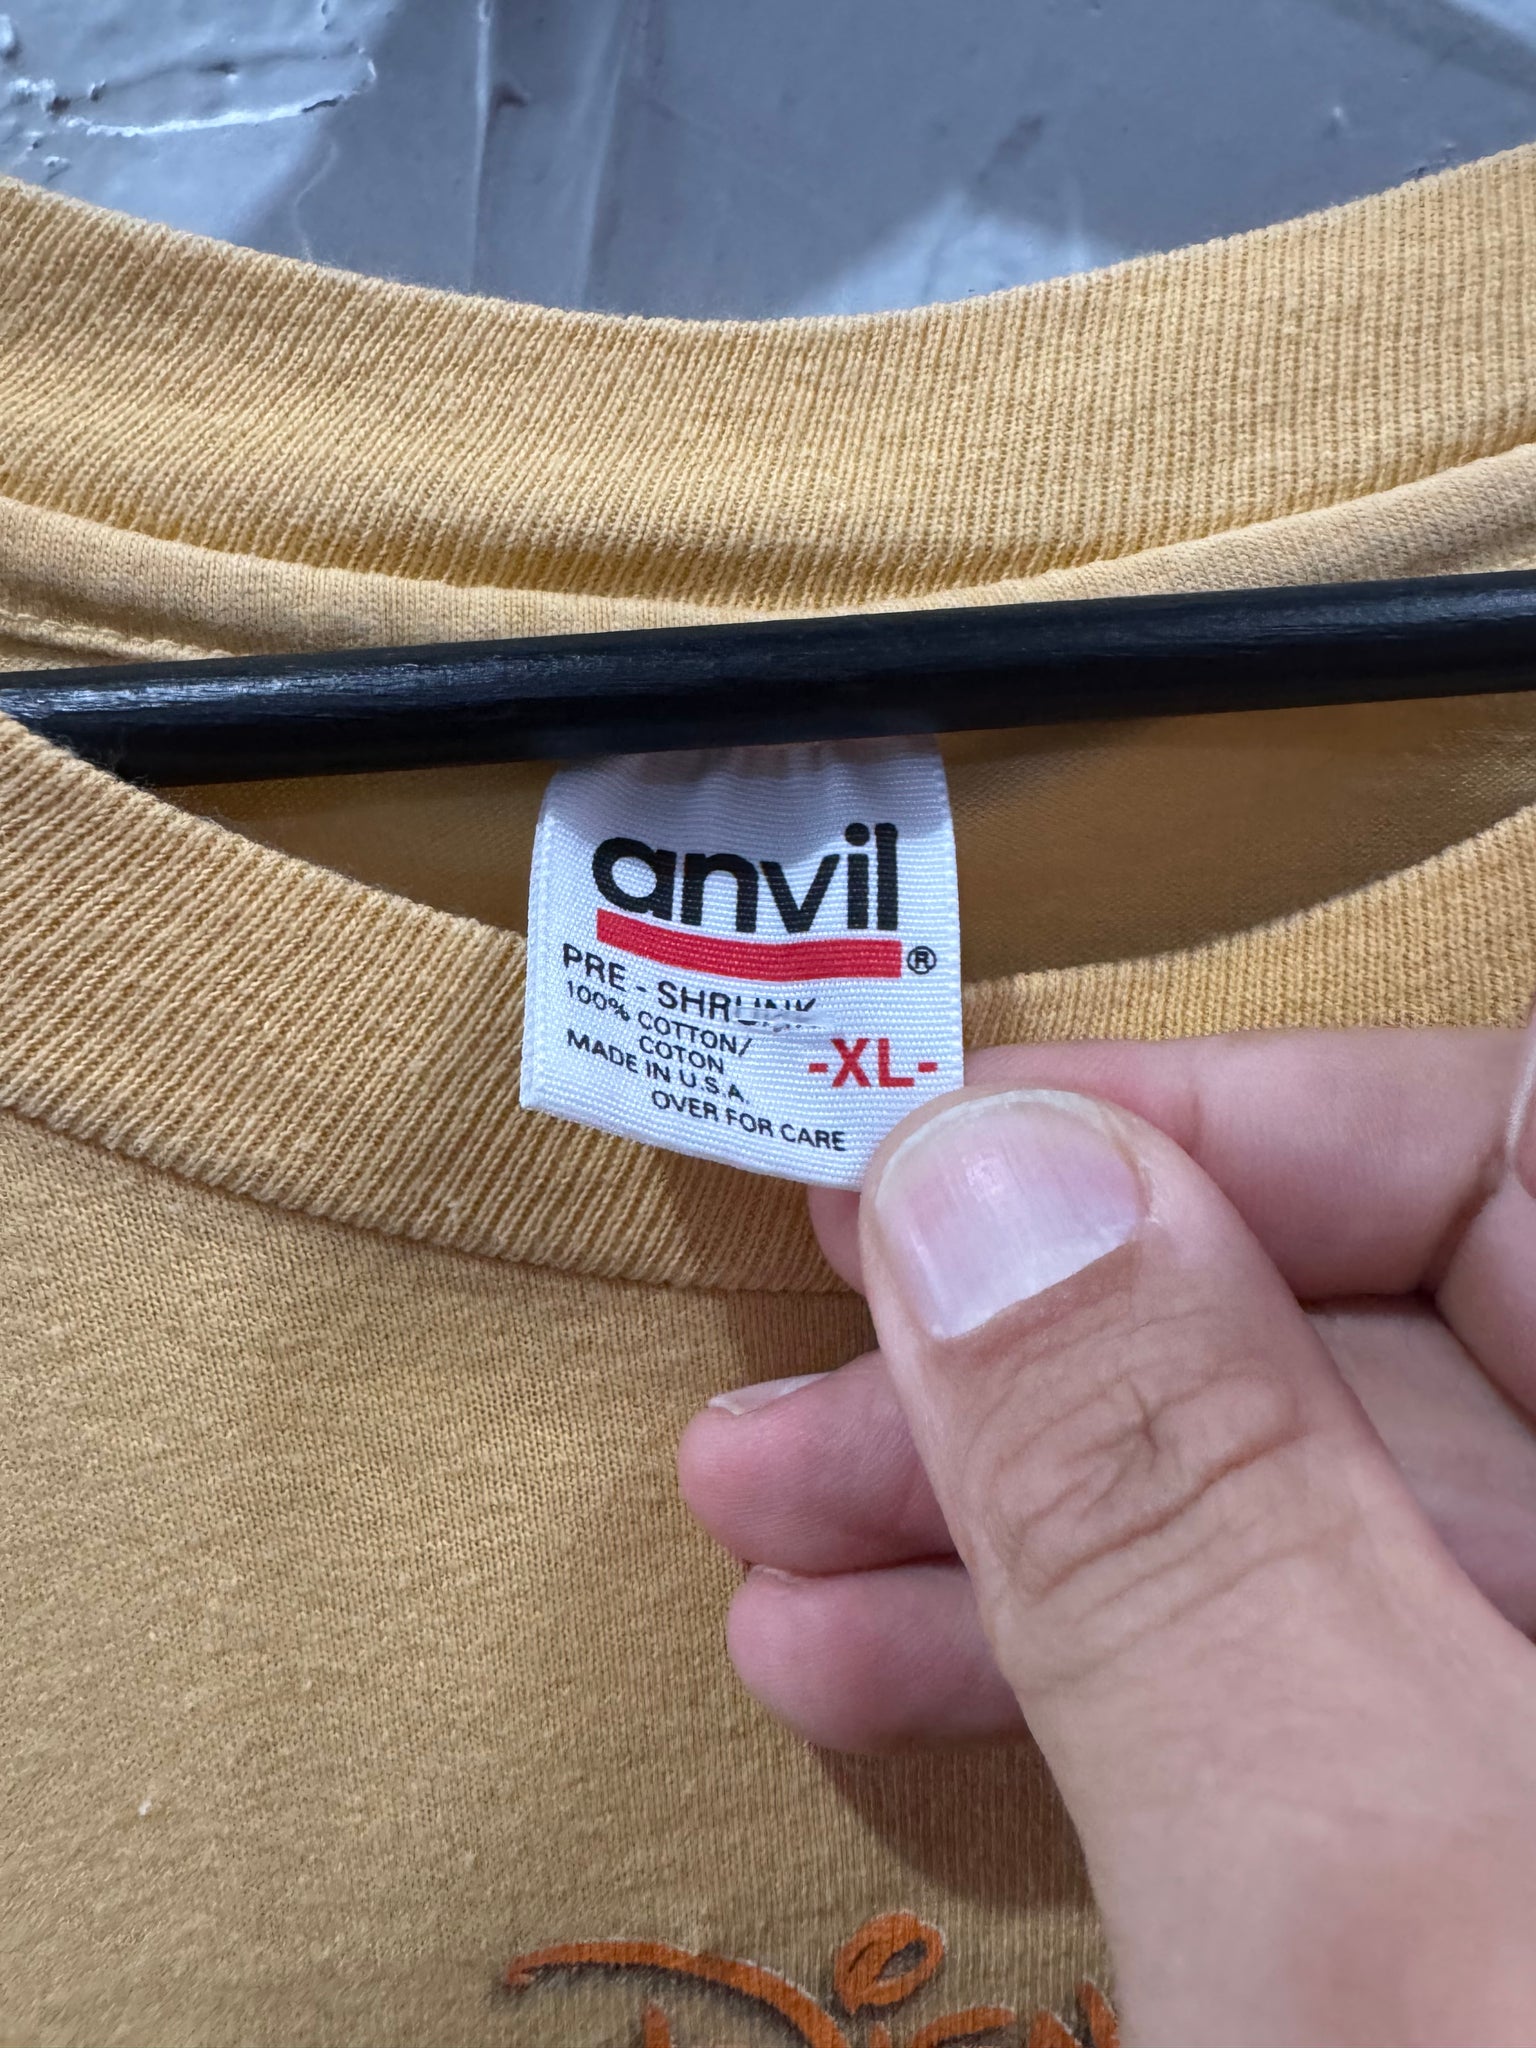 anvil®
PRE - SHRUNK
100% COTTON/
COTON
MADE IN U.S.A.
-XL-
OVER FOR CARE